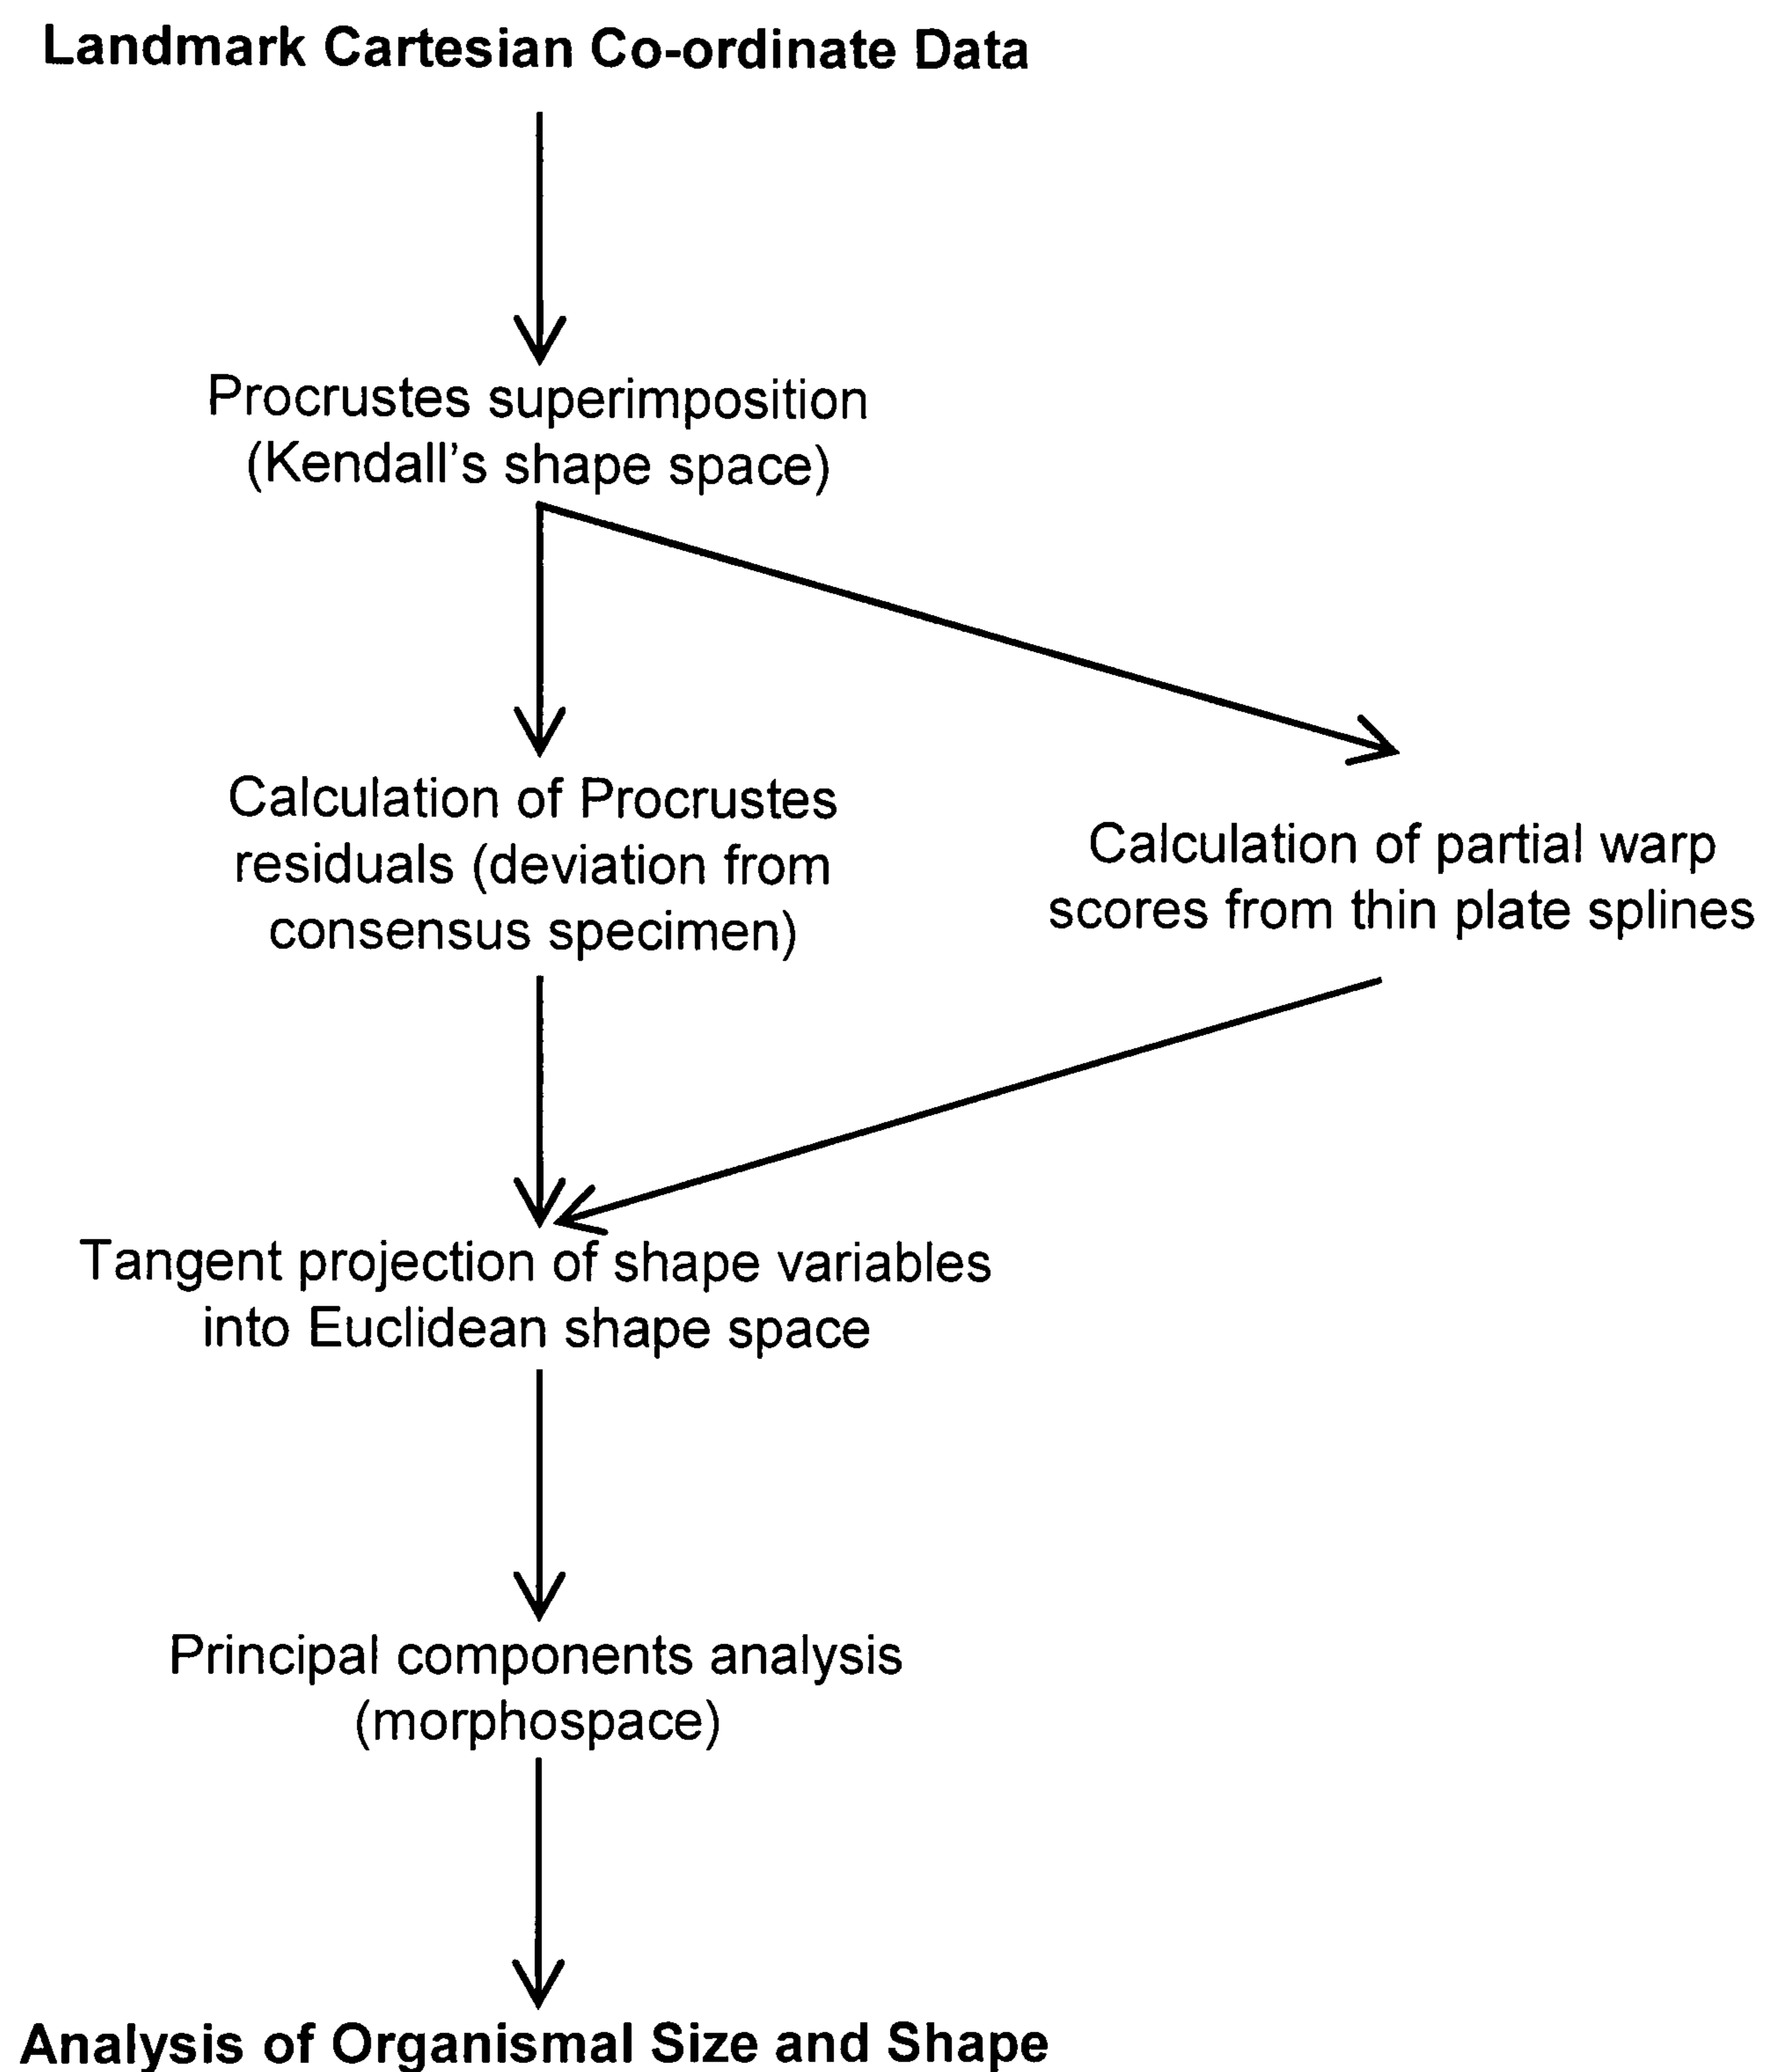 Landmark Cartesian Co-ordinate Data
Procrustes superimposition
(Kendall's shape space)
Calculation of Procrustes
residuals (deviation from
consensus specimen)
Calculation of partial warp
scores from thin plate splines
Tangent projection of shape variables
into Euclidean shape space
Principal components analysis
(morphospace)
Analysis of Organismal Size and Shape